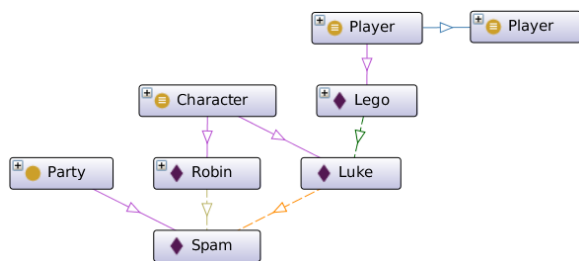 Player
Player
Character
Lego
Party
Robin
Luke
Spam